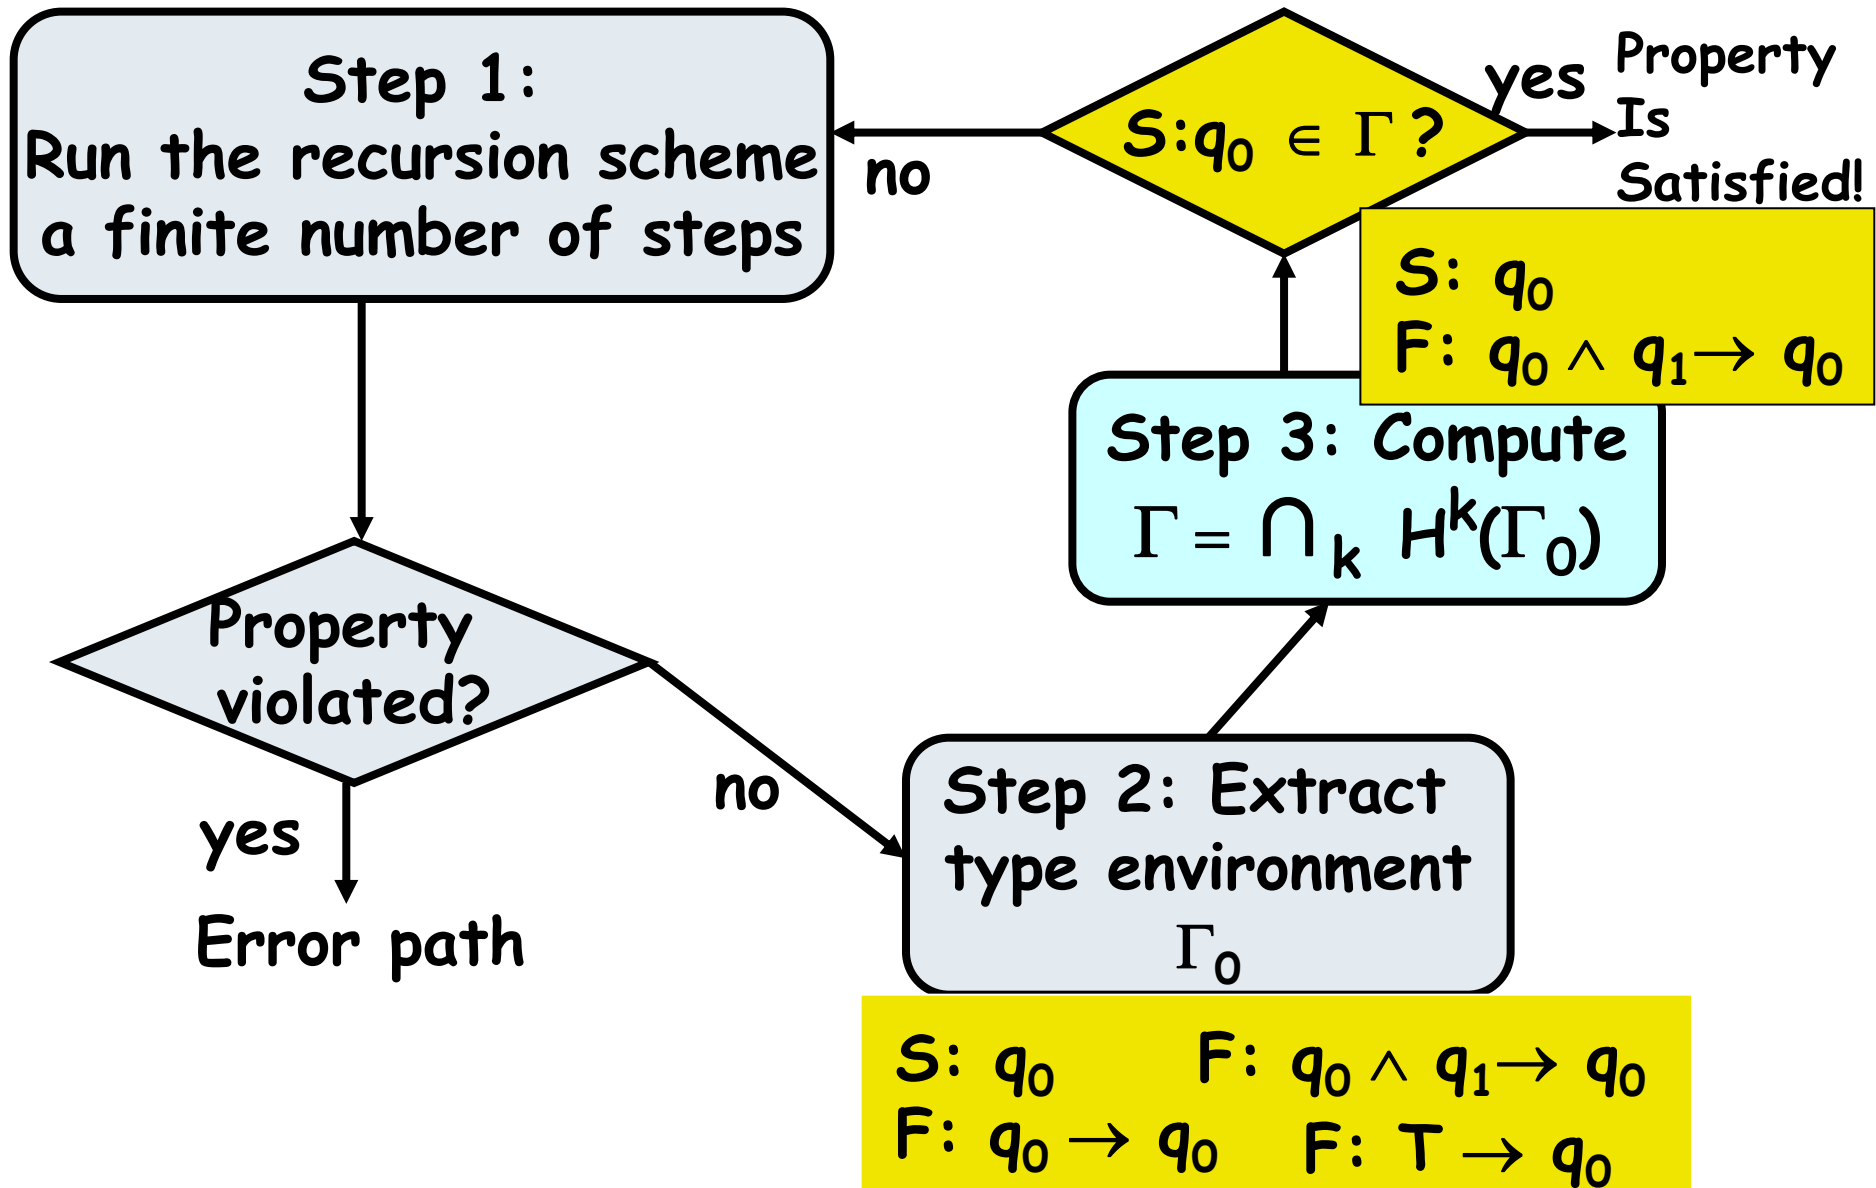 Step 1:
Run the recursion scheme
a finite number of steps
Property
violated?
yes
Error path
no
Step 2: Extract
type environment
Γ₀
S: q₀ F: q₀ ∧ q₁→ q₀
F: q₀ → q₀ F: T → q₀
Step 3: Compute
Γ = ∩ₖ Hᵏ(Γ₀)
S: q₀
F: q₀ ∧ q₁→ q₀
S:q₀ ∈ Γ ?
no
yes
Property
Is
Satisfied!